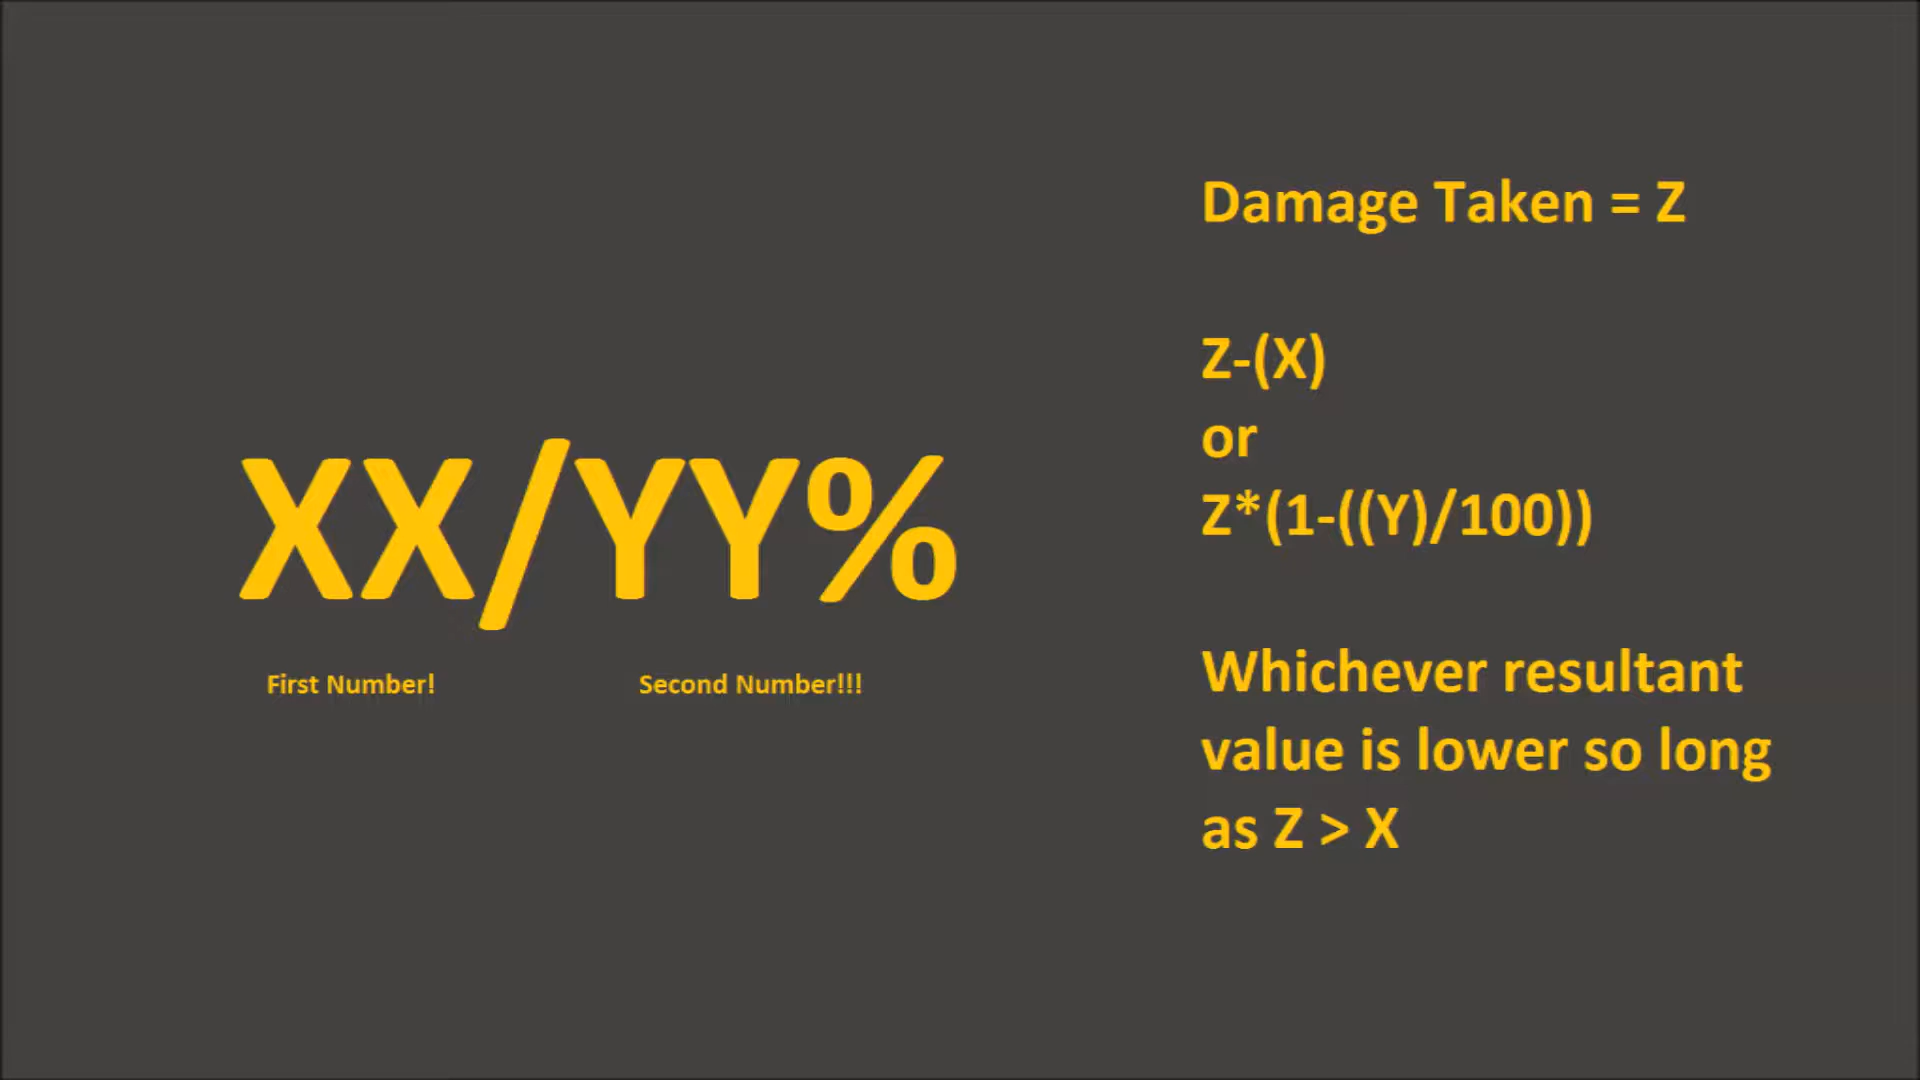 XX/YY%
First Number!
Second Number!!!
Damage Taken = Z
Z-(X)
or
Z*(1-((Y)/100))
Whichever resultant
value is lower so long
as Z > X